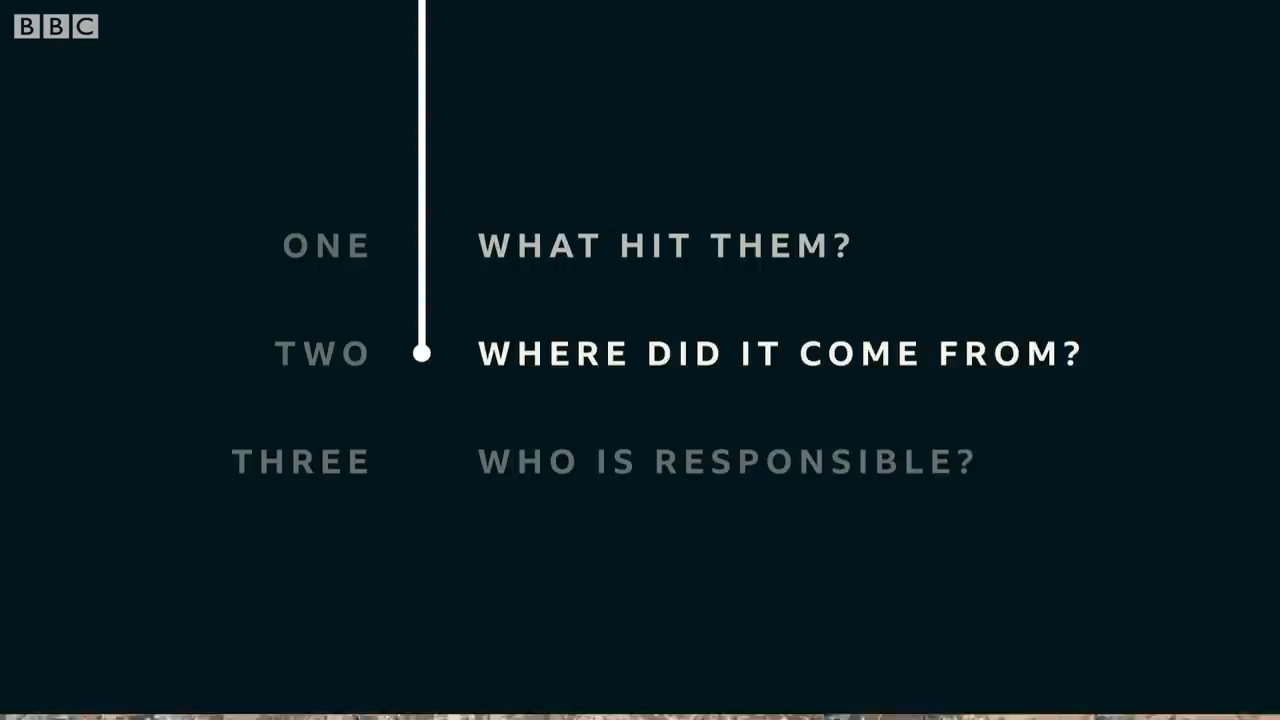 BBC
ONE WHAT HIT THEM?
TWO WHERE DID IT COME FROM?
THREE WHO IS RESPONSIBLE?